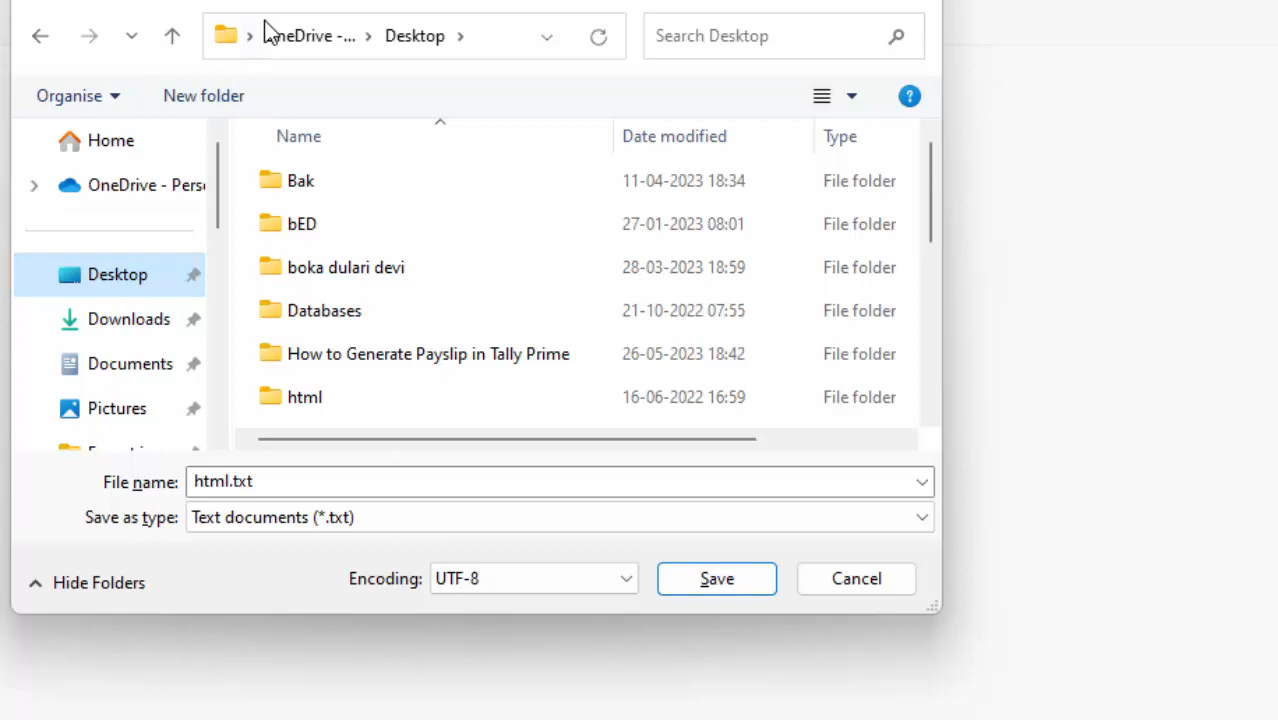 OneDrive -... Desktop
Search Desktop
Organise
New folder
Home
OneDrive - Pers
Desktop
Downloads
Documents
Pictures
Name Date modified Type
Bak 11-04-2023 18:34 File folder
bED 27-01-2023 08:01 File folder
boka dulari devi 28-03-2023 18:59 File folder
Databases 21-10-2022 07:55 File folder
How to Generate Payslip in Tally Prime 26-05-2023 18:42 File folder
html 16-06-2022 16:59 File folder
File name: html.txt
Save as type: Text documents (*.txt)
Hide Folders
Encoding: UTF-8
Save
Cancel